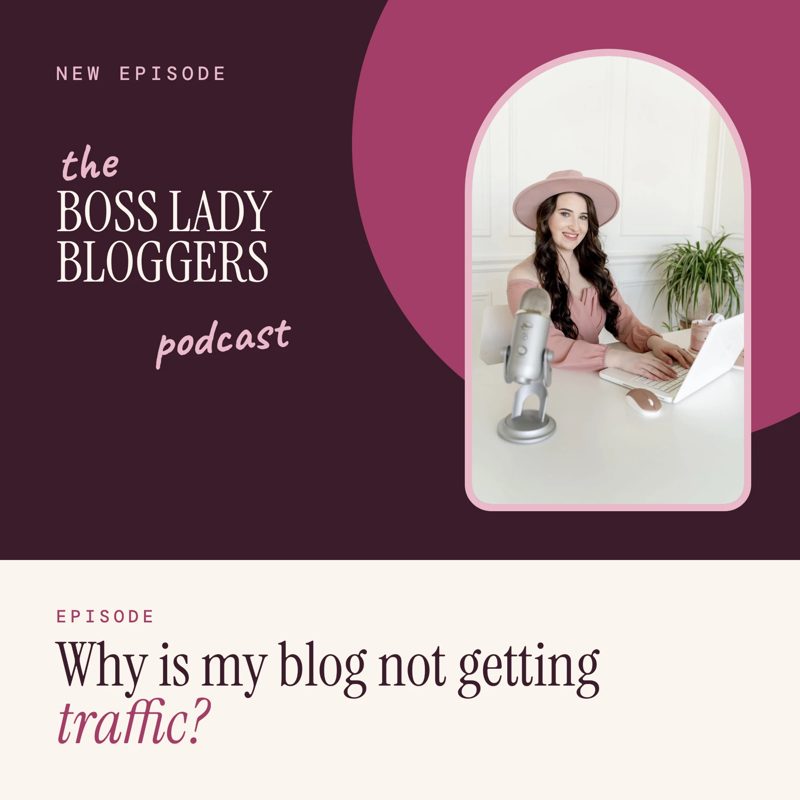 NEW EPISODE
the
BOSS LADY
BLOGGERS
podcast
EPISODE
Why is my blog not getting
traffic?